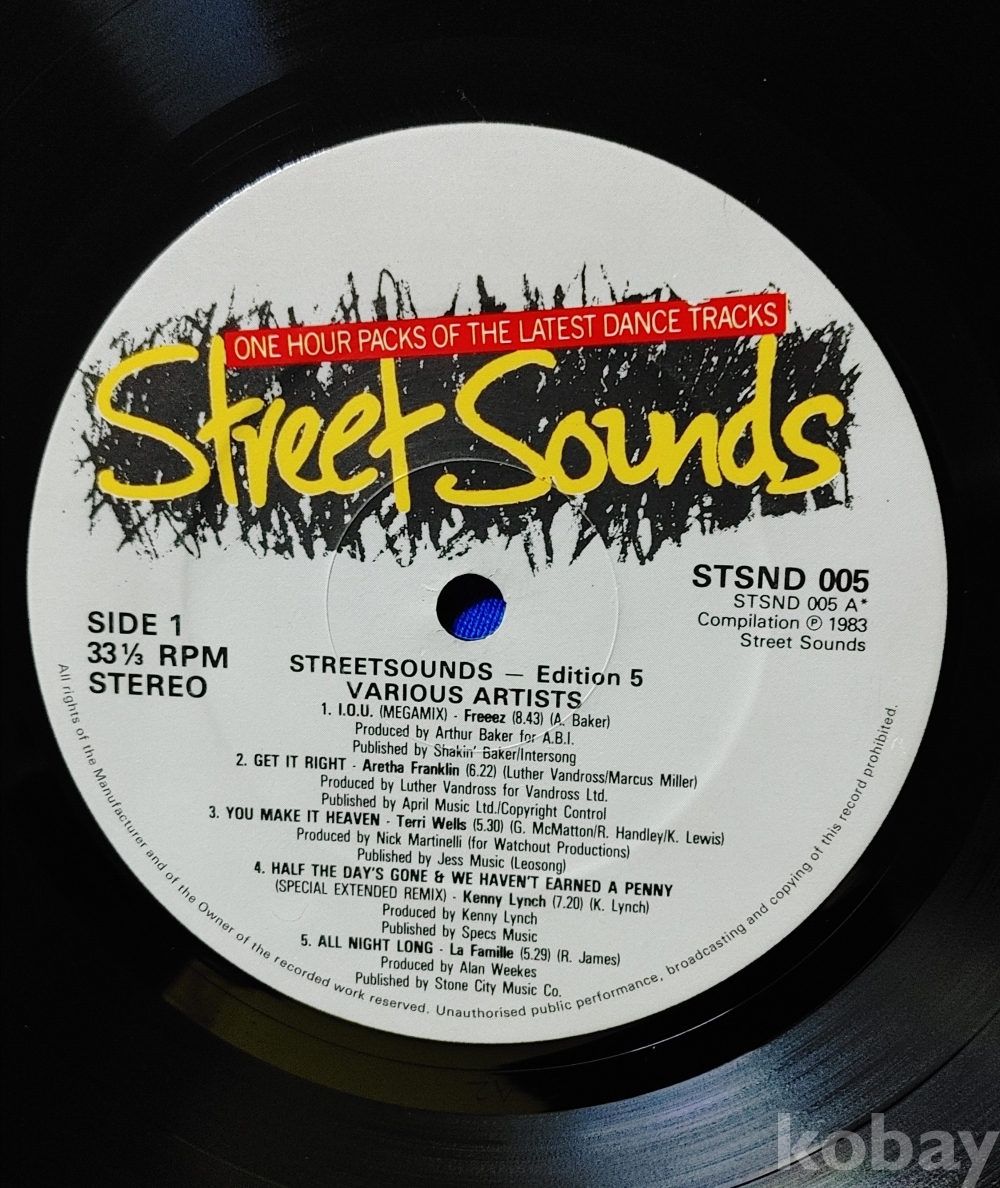 ONE HOUR PACKS OF THE LATEST DANCE TRACKS
Street Sounds
STSND 005
STSND 005 A*
Compilation ℗ 1983
Street Sounds
SIDE 1
33⅓ RPM
STEREO
STREETSOUNDS — Edition 5
VARIOUS ARTISTS
1. I.O.U. (MEGAMIX) - Freeez (8.43) (A. Baker)
Produced by Arthur Baker for A.B.I.
Published by Shakin' Baker/Intersong
2. GET IT RIGHT - Aretha Franklin (6.22) (Luther Vandross/Marcus Miller)
Produced by Luther Vandross for Vandross Ltd.
Published by April Music Ltd./Copyright Control
3. YOU MAKE IT HEAVEN - Terri Wells (5.30) (G. McMatton/R. Handley/K. Lewis)
Produced by Nick Martinelli (for Watchout Productions)
Published by Jess Music (Leosong)
4. HALF THE DAY'S GONE & WE HAVEN'T EARNED A PENNY
(SPECIAL EXTENDED REMIX) - Kenny Lynch (7.20) (K. Lynch)
Produced by Kenny Lynch
Published by Specs Music
5. ALL NIGHT LONG - La Famille (5.29) (R. James)
Produced by Alan Weekes
Published by Stone City Music Co.
All rights of the Manufacturer and of the Owner of the recorded work reserved. Unauthorised public performance, broadcasting and copying of this record prohibited.
kobay